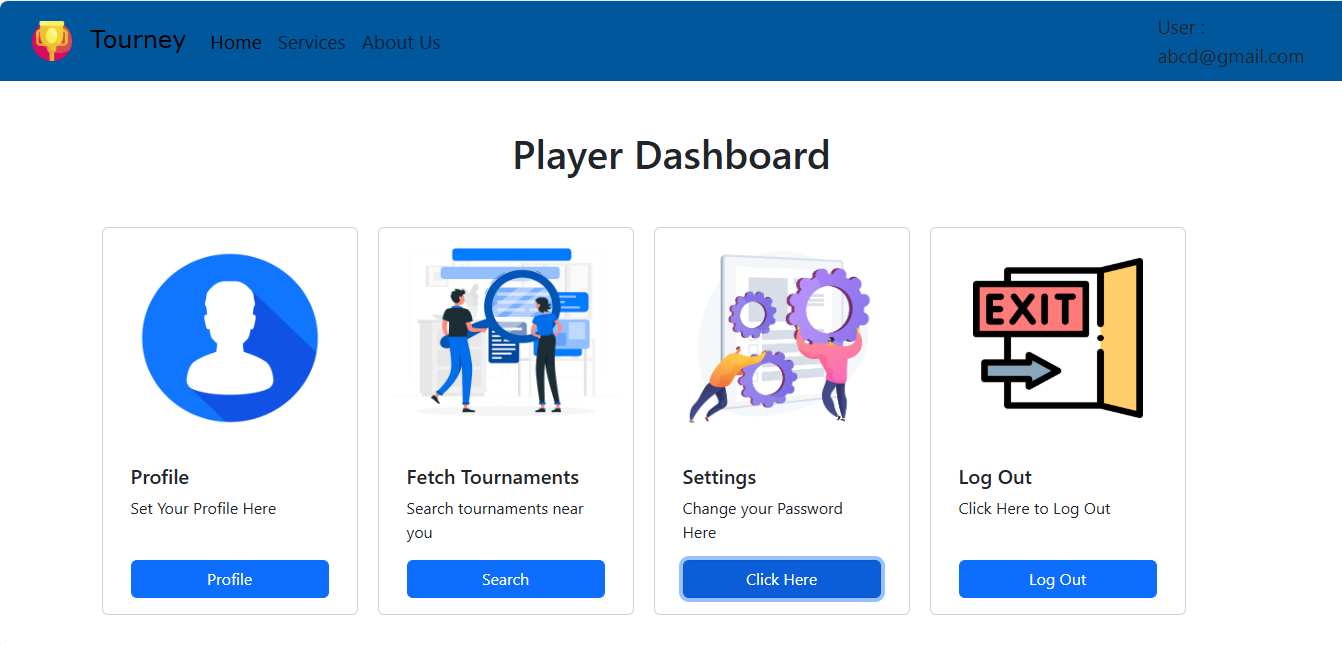 Tourney Home Services About Us
User :
abcd@gmail.com
Player Dashboard
EXIT
Profile
Set Your Profile Here
Profile
Fetch Tournaments
Search tournaments near
you
Search
Settings
Change your Password
Here
Click Here
Log Out
Click Here to Log Out
Log Out